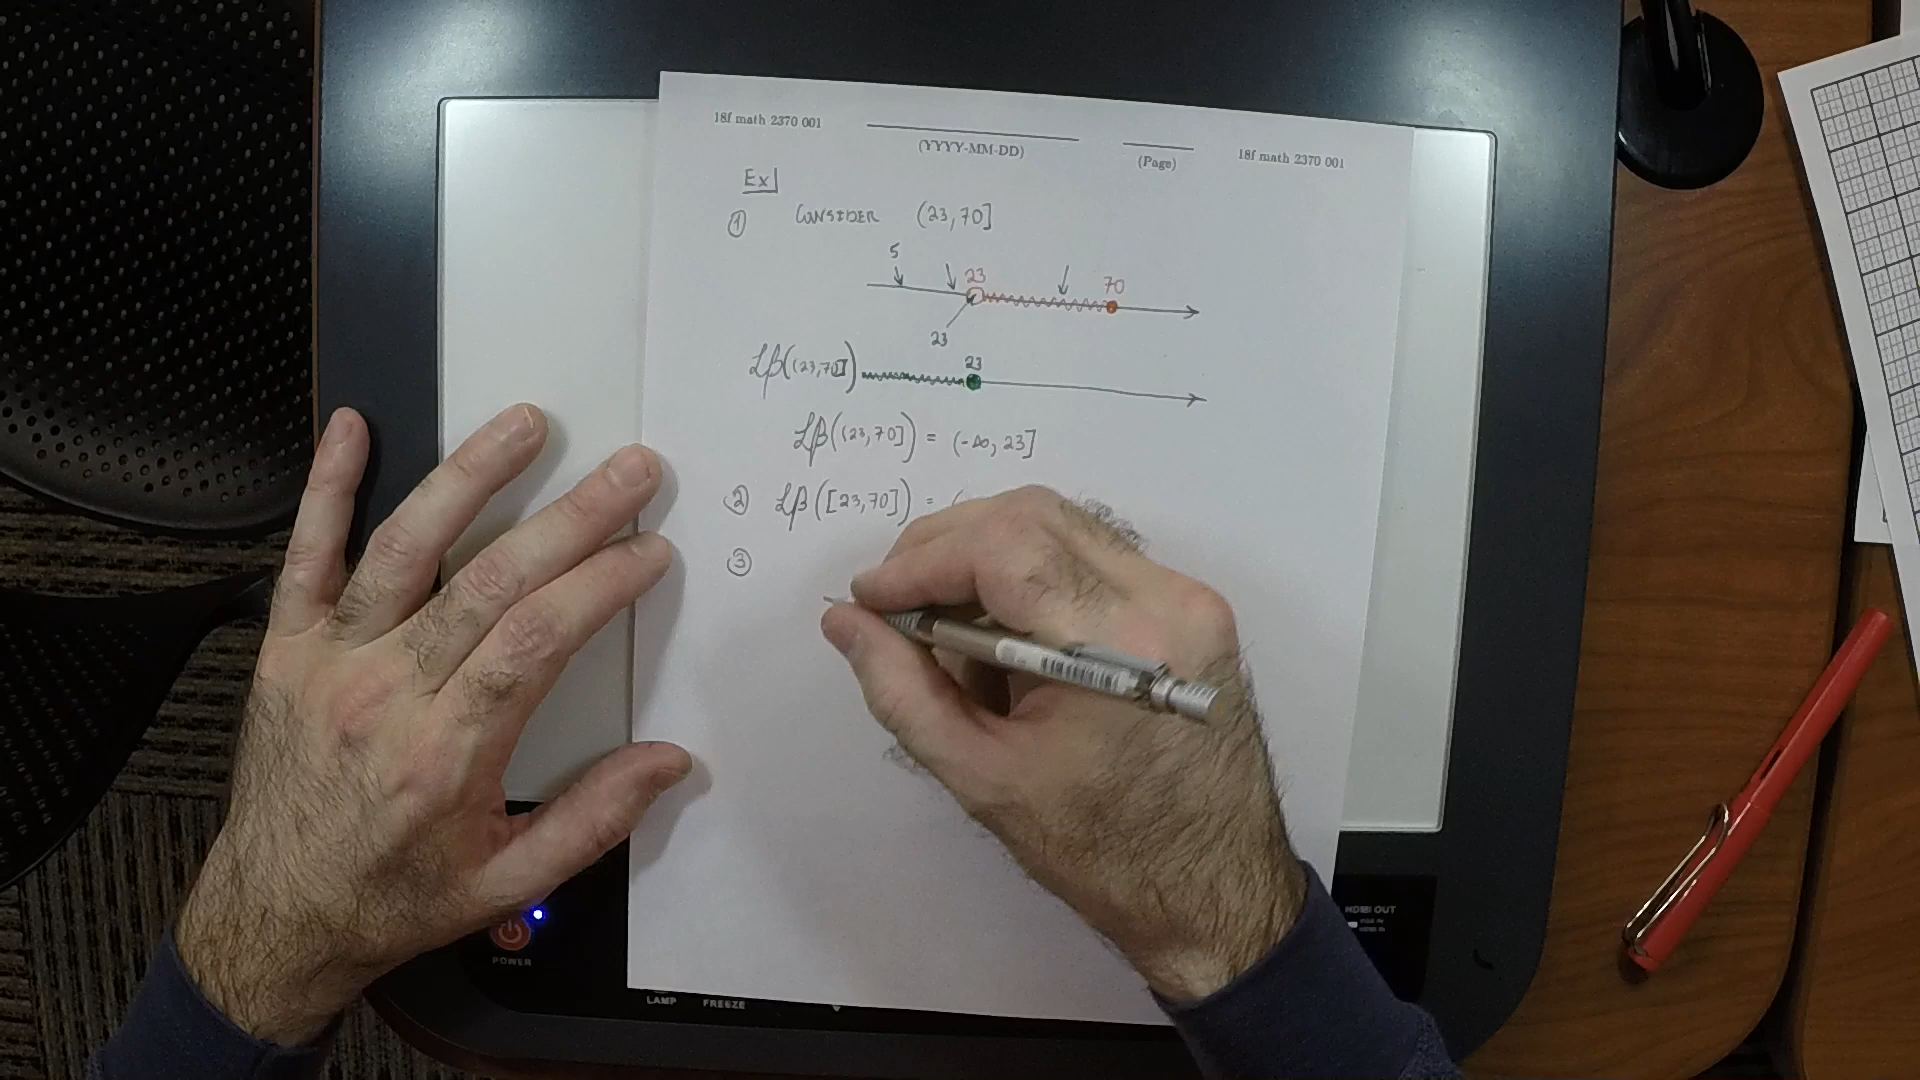 18f math 2370 001 (YYYY-MM-DD) (Page) 18f math 2370 001
Ex
① CONSIDER (23,70]
5
23 70
23
ℒβ((23,70]) 23
ℒβ((23,70]) = (-∞, 23]
② ℒβ([23,70]) = (
③
POWER
LAMP FREEZE
HDMI OUT